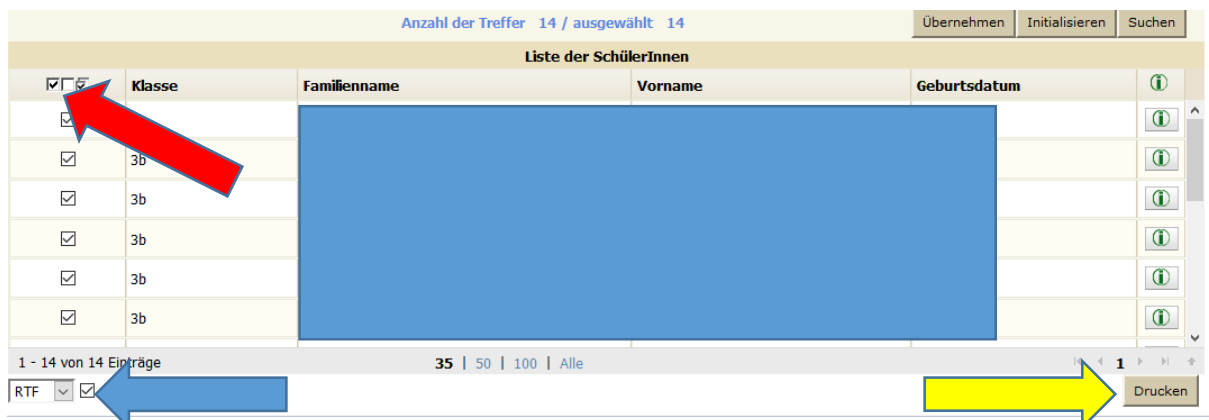 Anzahl der Treffer 14 / ausgewählt 14 Übernehmen Initialisieren Suchen
Liste der SchülerInnen
Klasse Familienname Vorname Geburtsdatum
3b
3b
3b
3b
3b
1 - 14 von 14 Einträge 35 | 50 | 100 | Alle 1
RTF Drucken